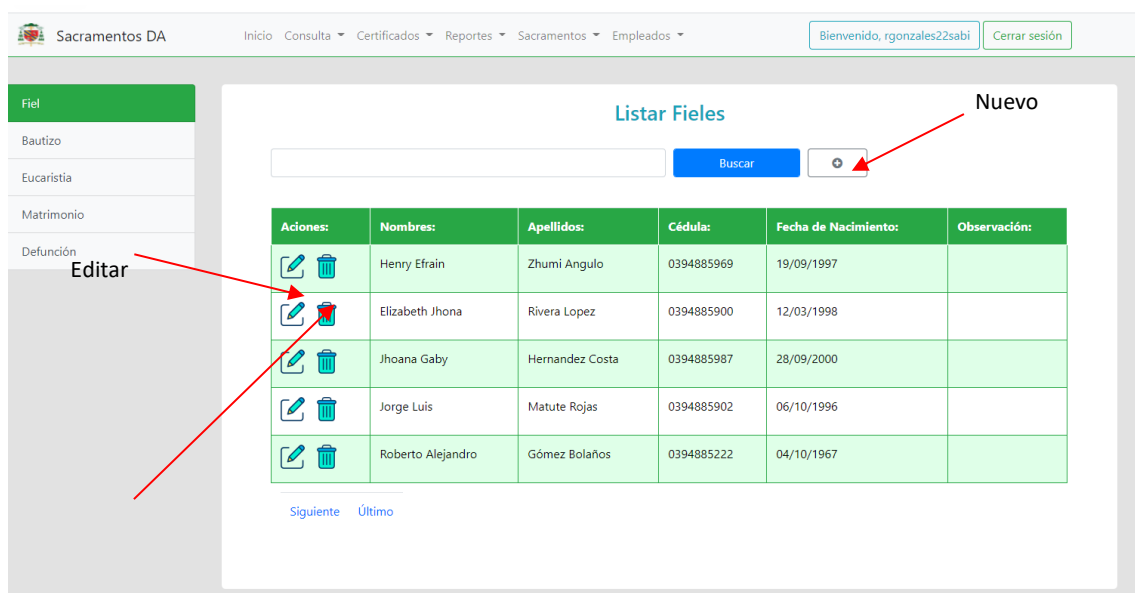 Sacramentos DA
Inicio Consulta Certificados Reportes Sacramentos Empleados
Bienvenido, rgonzales22sabi
Cerrar sesión
Fiel
Bautizo
Eucaristia
Matrimonio
Defunción
Editar
Listar Fieles
Nuevo
Buscar
Aciones: Nombres: Apellidos: Cédula: Fecha de Nacimiento: Observación:
Henry Efrain Zhumi Angulo 0394885969 19/09/1997
Elizabeth Jhona Rivera Lopez 0394885900 12/03/1998
Jhoana Gaby Hernandez Costa 0394885987 28/09/2000
Jorge Luis Matute Rojas 0394885902 06/10/1996
Roberto Alejandro Gómez Bolaños 0394885222 04/10/1967
Siguiente Último